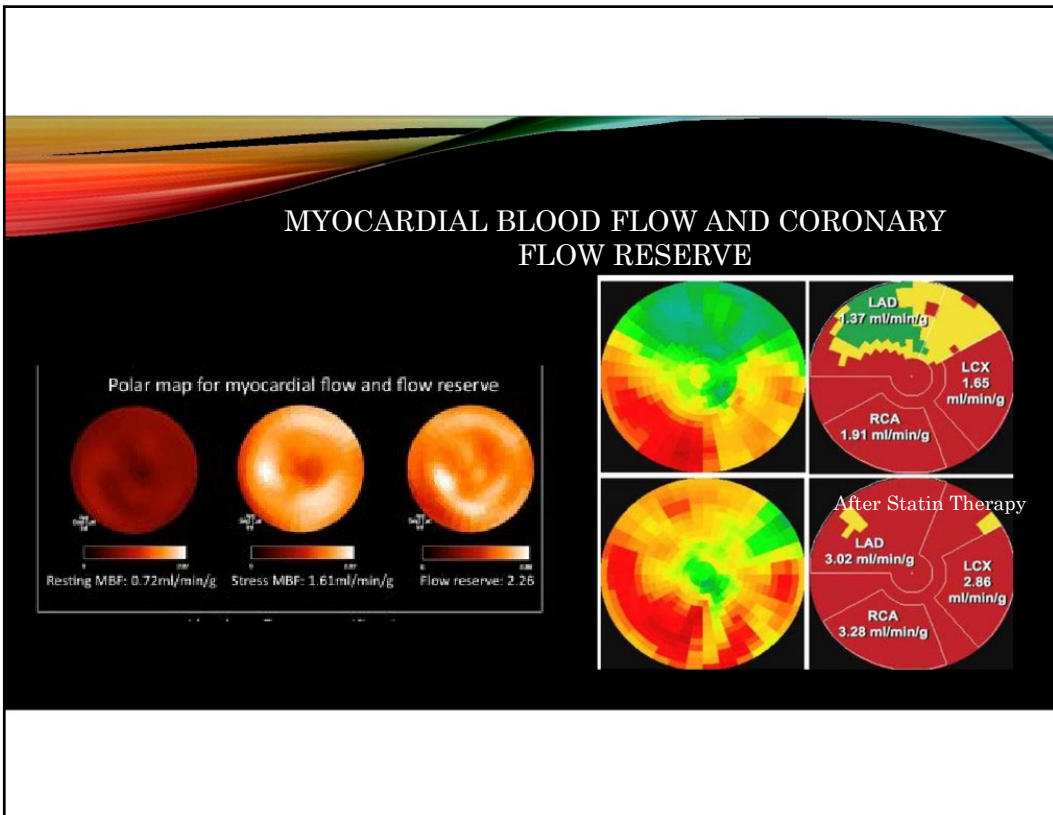 MYOCARDIAL BLOOD FLOW AND CORONARY
FLOW RESERVE
Polar map for myocardial flow and flow reserve
0
0
0
Resting MBF: 0.72ml/min/g
Stress MBF: 1.61ml/min/g
Flow reserve: 2.26
LAD
1.37 ml/min/g
LCX
1.65
ml/min/g
RCA
1.91 ml/min/g
After Statin Therapy
LAD
3.02 ml/min/g
LCX
2.86
ml/min/g
RCA
3.28 ml/min/g